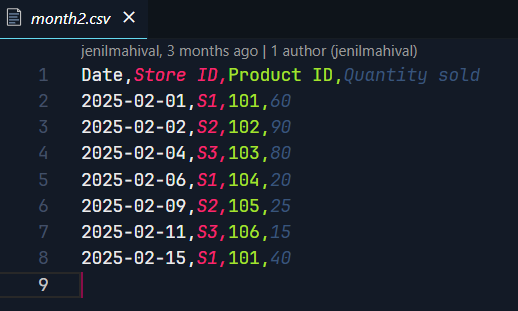 month2.csv
jenilmahival, 3 months ago | 1 author (jenilmahival)
1 Date,Store ID,Product ID,Quantity sold
2 2025-02-01,S1,101,60
3 2025-02-02,S2,102,90
4 2025-02-04,S3,103,80
5 2025-02-06,S1,104,20
6 2025-02-09,S2,105,25
7 2025-02-11,S3,106,15
8 2025-02-15,S1,101,40
9